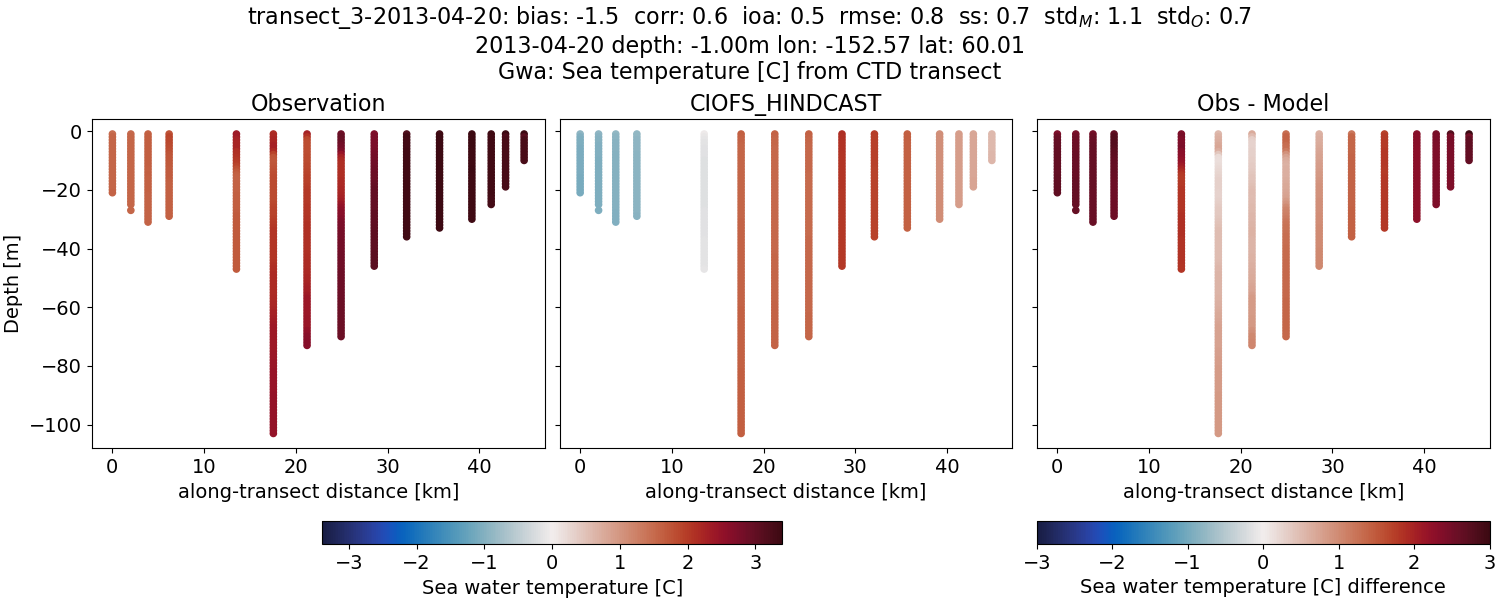 transect_3-2013-04-20: bias: -1.5 corr: 0.6 ioa: 0.5 rmse: 0.8 ss: 0.7 std_M: 1.1 std_O: 0.7
2013-04-20 depth: -1.00m lon: -152.57 lat: 60.01
Gwa: Sea temperature [C] from CTD transect
Observation
CIOFS_HINDCAST
Obs - Model
Depth [m]
0
−20
−40
−60
−80
−100
0 10 20 30 40
0 10 20 30 40
0 10 20 30 40
along-transect distance [km]
along-transect distance [km]
along-transect distance [km]
−3 −2 −1 0 1 2 3
Sea water temperature [C]
−3 −2 −1 0 1 2 3
Sea water temperature [C] difference